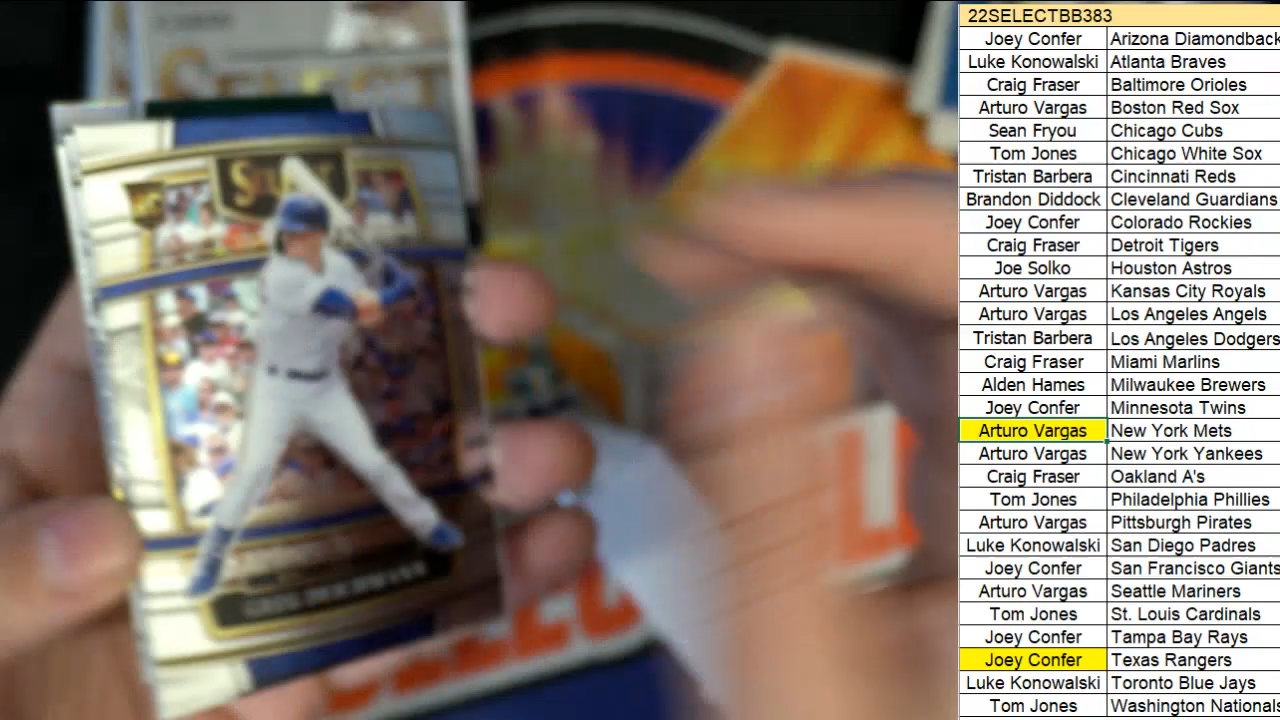 22SELECTBB383
Joey Confer Arizona Diamondback
Luke Konowalski Atlanta Braves
Craig Fraser Baltimore Orioles
Arturo Vargas Boston Red Sox
Sean Fryou Chicago Cubs
Tom Jones Chicago White Sox
Tristan Barbera Cincinnati Reds
Brandon Diddock Cleveland Guardians
Joey Confer Colorado Rockies
Craig Fraser Detroit Tigers
Joe Solko Houston Astros
Arturo Vargas Kansas City Royals
Arturo Vargas Los Angeles Angels
Tristan Barbera Los Angeles Dodgers
Craig Fraser Miami Marlins
Alden Hames Milwaukee Brewers
Joey Confer Minnesota Twins
Arturo Vargas New York Mets
Arturo Vargas New York Yankees
Craig Fraser Oakland A's
Tom Jones Philadelphia Phillies
Arturo Vargas Pittsburgh Pirates
Luke Konowalski San Diego Padres
Joey Confer San Francisco Giants
Arturo Vargas Seattle Mariners
Tom Jones St. Louis Cardinals
Joey Confer Tampa Bay Rays
Joey Confer Texas Rangers
Luke Konowalski Toronto Blue Jays
Tom Jones Washington Nationals